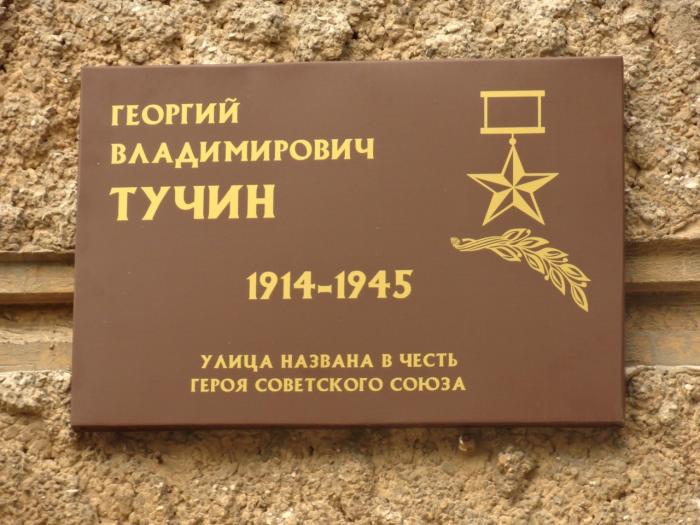 ГЕОРГИЙ
ВЛАДИМИРОВИЧ
ТУЧИН
1914-1945
УЛИЦА НАЗВАНА В ЧЕСТЬ
ГЕРОЯ СОВЕТСКОГО СОЮЗА